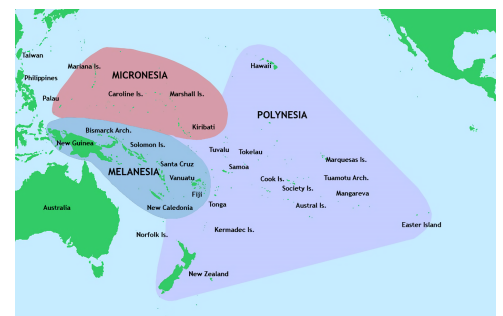 Taiwan
Mariana Is.
Hawaii
Philippines
MICRONESIA
Palau
Caroline Is.
Marshall Is.
POLYNESIA
Kiribati
Bismarck Arch.
New Guinea
Solomon Is.
Tuvalu
Tokelau
Santa Cruz
Samoa
Marquesas Is.
MELANESIA
Vanuatu
Cook Is.
Tuamotu Arch.
Society Is.
Fiji
Mangareva
Australia
New Caledonia
Tonga
Austral Is.
Easter Island
Norfolk Is.
Kermadec Is.
New Zealand